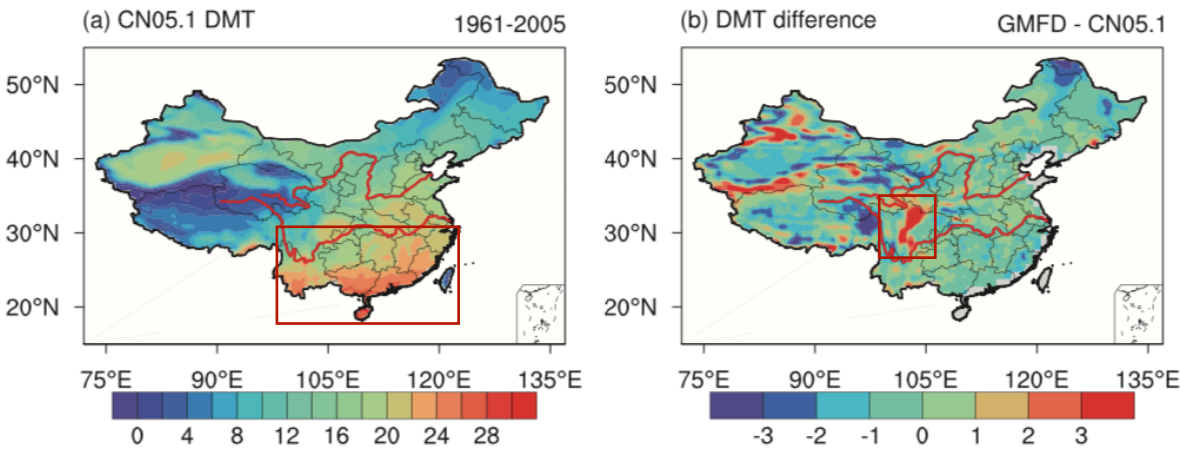 (a) CN05.1 DMT 1961-2005
50°N
40°N
30°N
20°N
75°E 90°E 105°E 120°E 135°E
0 4 8 12 16 20 24 28
(b) DMT difference GMFD - CN05.1
50°N
40°N
30°N
20°N
75°E 90°E 105°E 120°E 135°E
-3 -2 -1 0 1 2 3